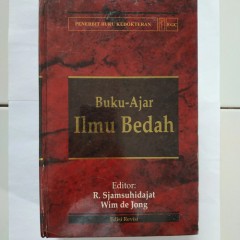 PENERBIT BUKU KEDOKTERAN EGC
Buku-Ajar
Ilmu Bedah
Editor:
R. Sjamsuhidajat
Wim de Jong
Edisi Revisi